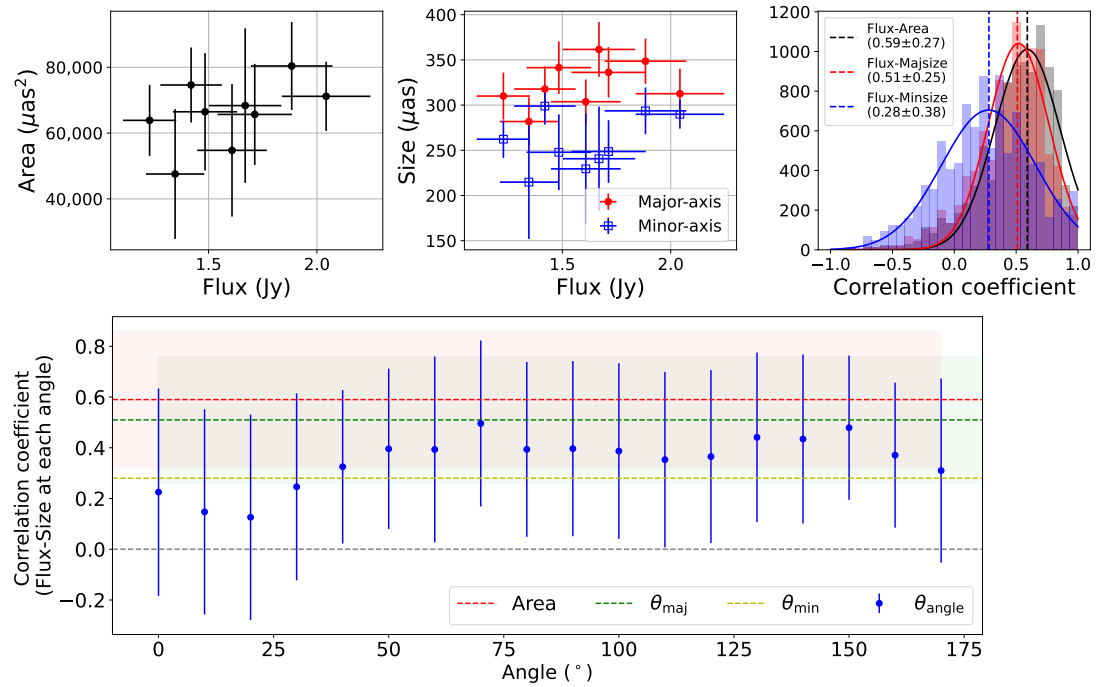 Area (μas²)
80,000
60,000
40,000
1.5
2.0
Flux (Jy)
Size (μas)
400
350
300
250
200
150
Major-axis
Minor-axis
1.5
2.0
Flux (Jy)
1200
1000
800
600
400
200
0
Flux-Area
(0.59±0.27)
Flux-Majsize
(0.51±0.25)
Flux-Minsize
(0.28±0.38)
−1.0
−0.5
0.0
0.5
1.0
Correlation coefficient
Correlation coefficient
(Flux-Size at each angle)
0.8
0.6
0.4
0.2
0.0
−0.2
Area
θmaj
θmin
θangle
0
25
50
75
100
125
150
175
Angle (°)